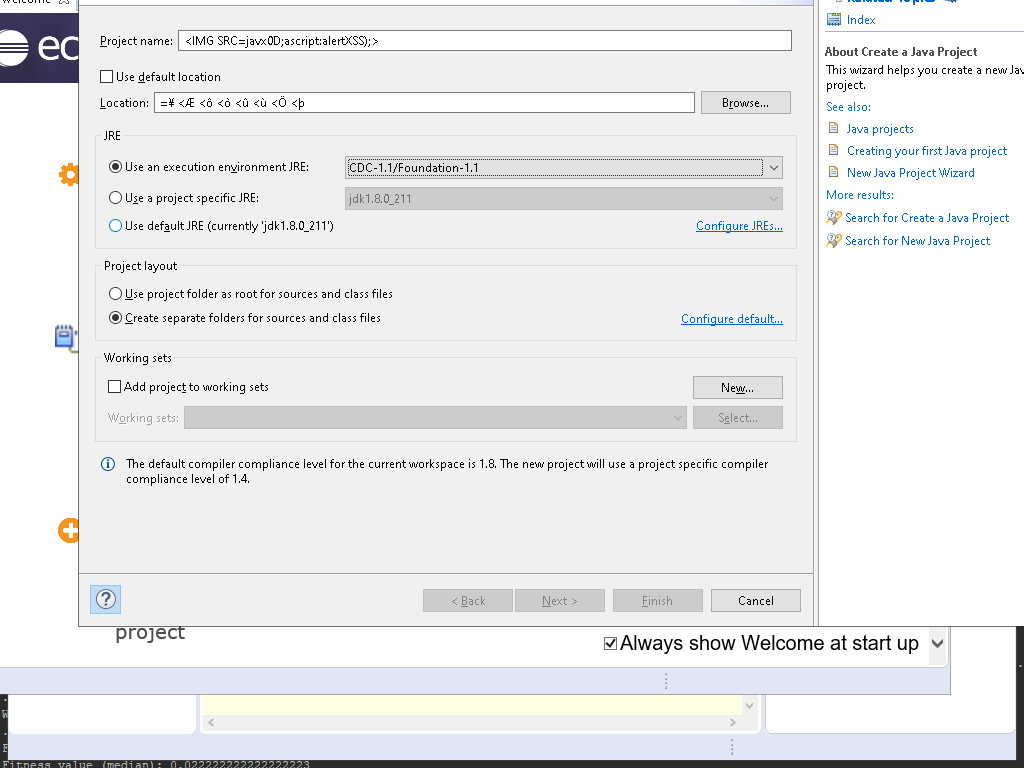 ec
Project name: <IMG SRC=javx0D;ascript:alertXSS);>
Use default location
Location: =¥ <Æ <ô <ò <û <ù <Ö <þ
Browse...
JRE
Use an execution environment JRE: CDC-1.1/Foundation-1.1
Use a project specific JRE: jdk1.8.0_211
Use default JRE (currently 'jdk1.8.0_211')
Configure JREs...
Project layout
Use project folder as root for sources and class files
Create separate folders for sources and class files
Configure default...
Working sets
Add project to working sets
New...
Working sets:
Select...
The default compiler compliance level for the current workspace is 1.8. The new project will use a project specific compiler
compliance level of 1.4.
< Back
Next >
Finish
Cancel
Index
About Create a Java Project
This wizard helps you create a new Jav
project.
See also:
Java projects
Creating your first Java project
New Java Project Wizard
More results:
Search for Create a Java Project
Search for New Java Project
project
Always show Welcome at start up
Fitness value (median): 0.022222222222222223